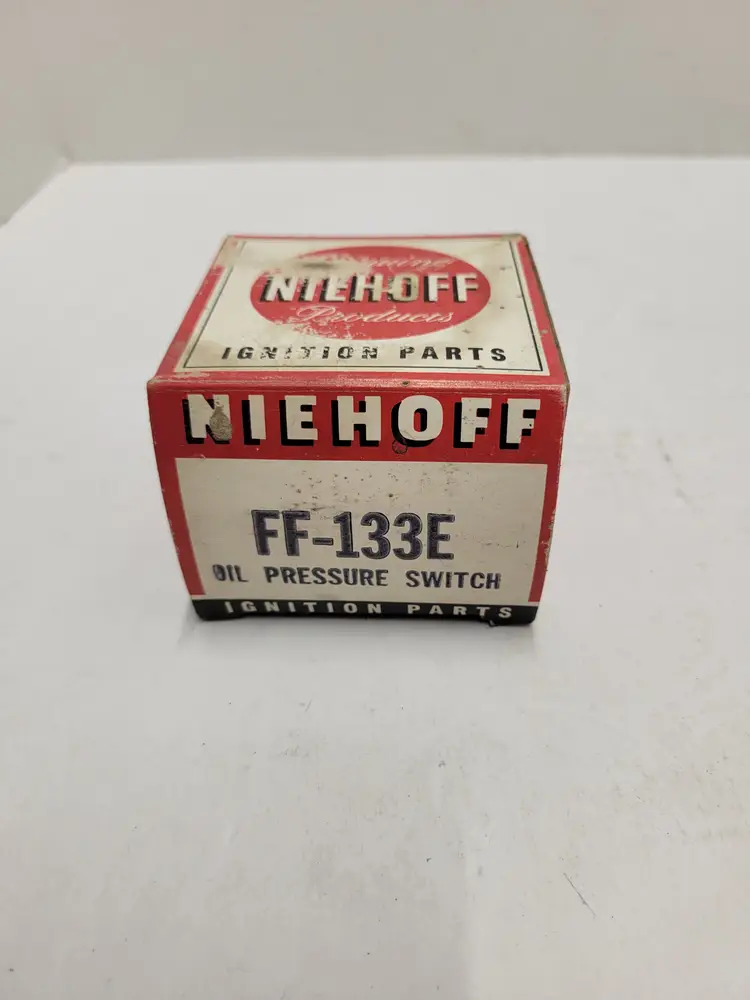 Genuine
NIEHOFF
Products
IGNITION PARTS
NIEHOFF
FF-133E
OIL PRESSURE SWITCH
IGNITION PARTS